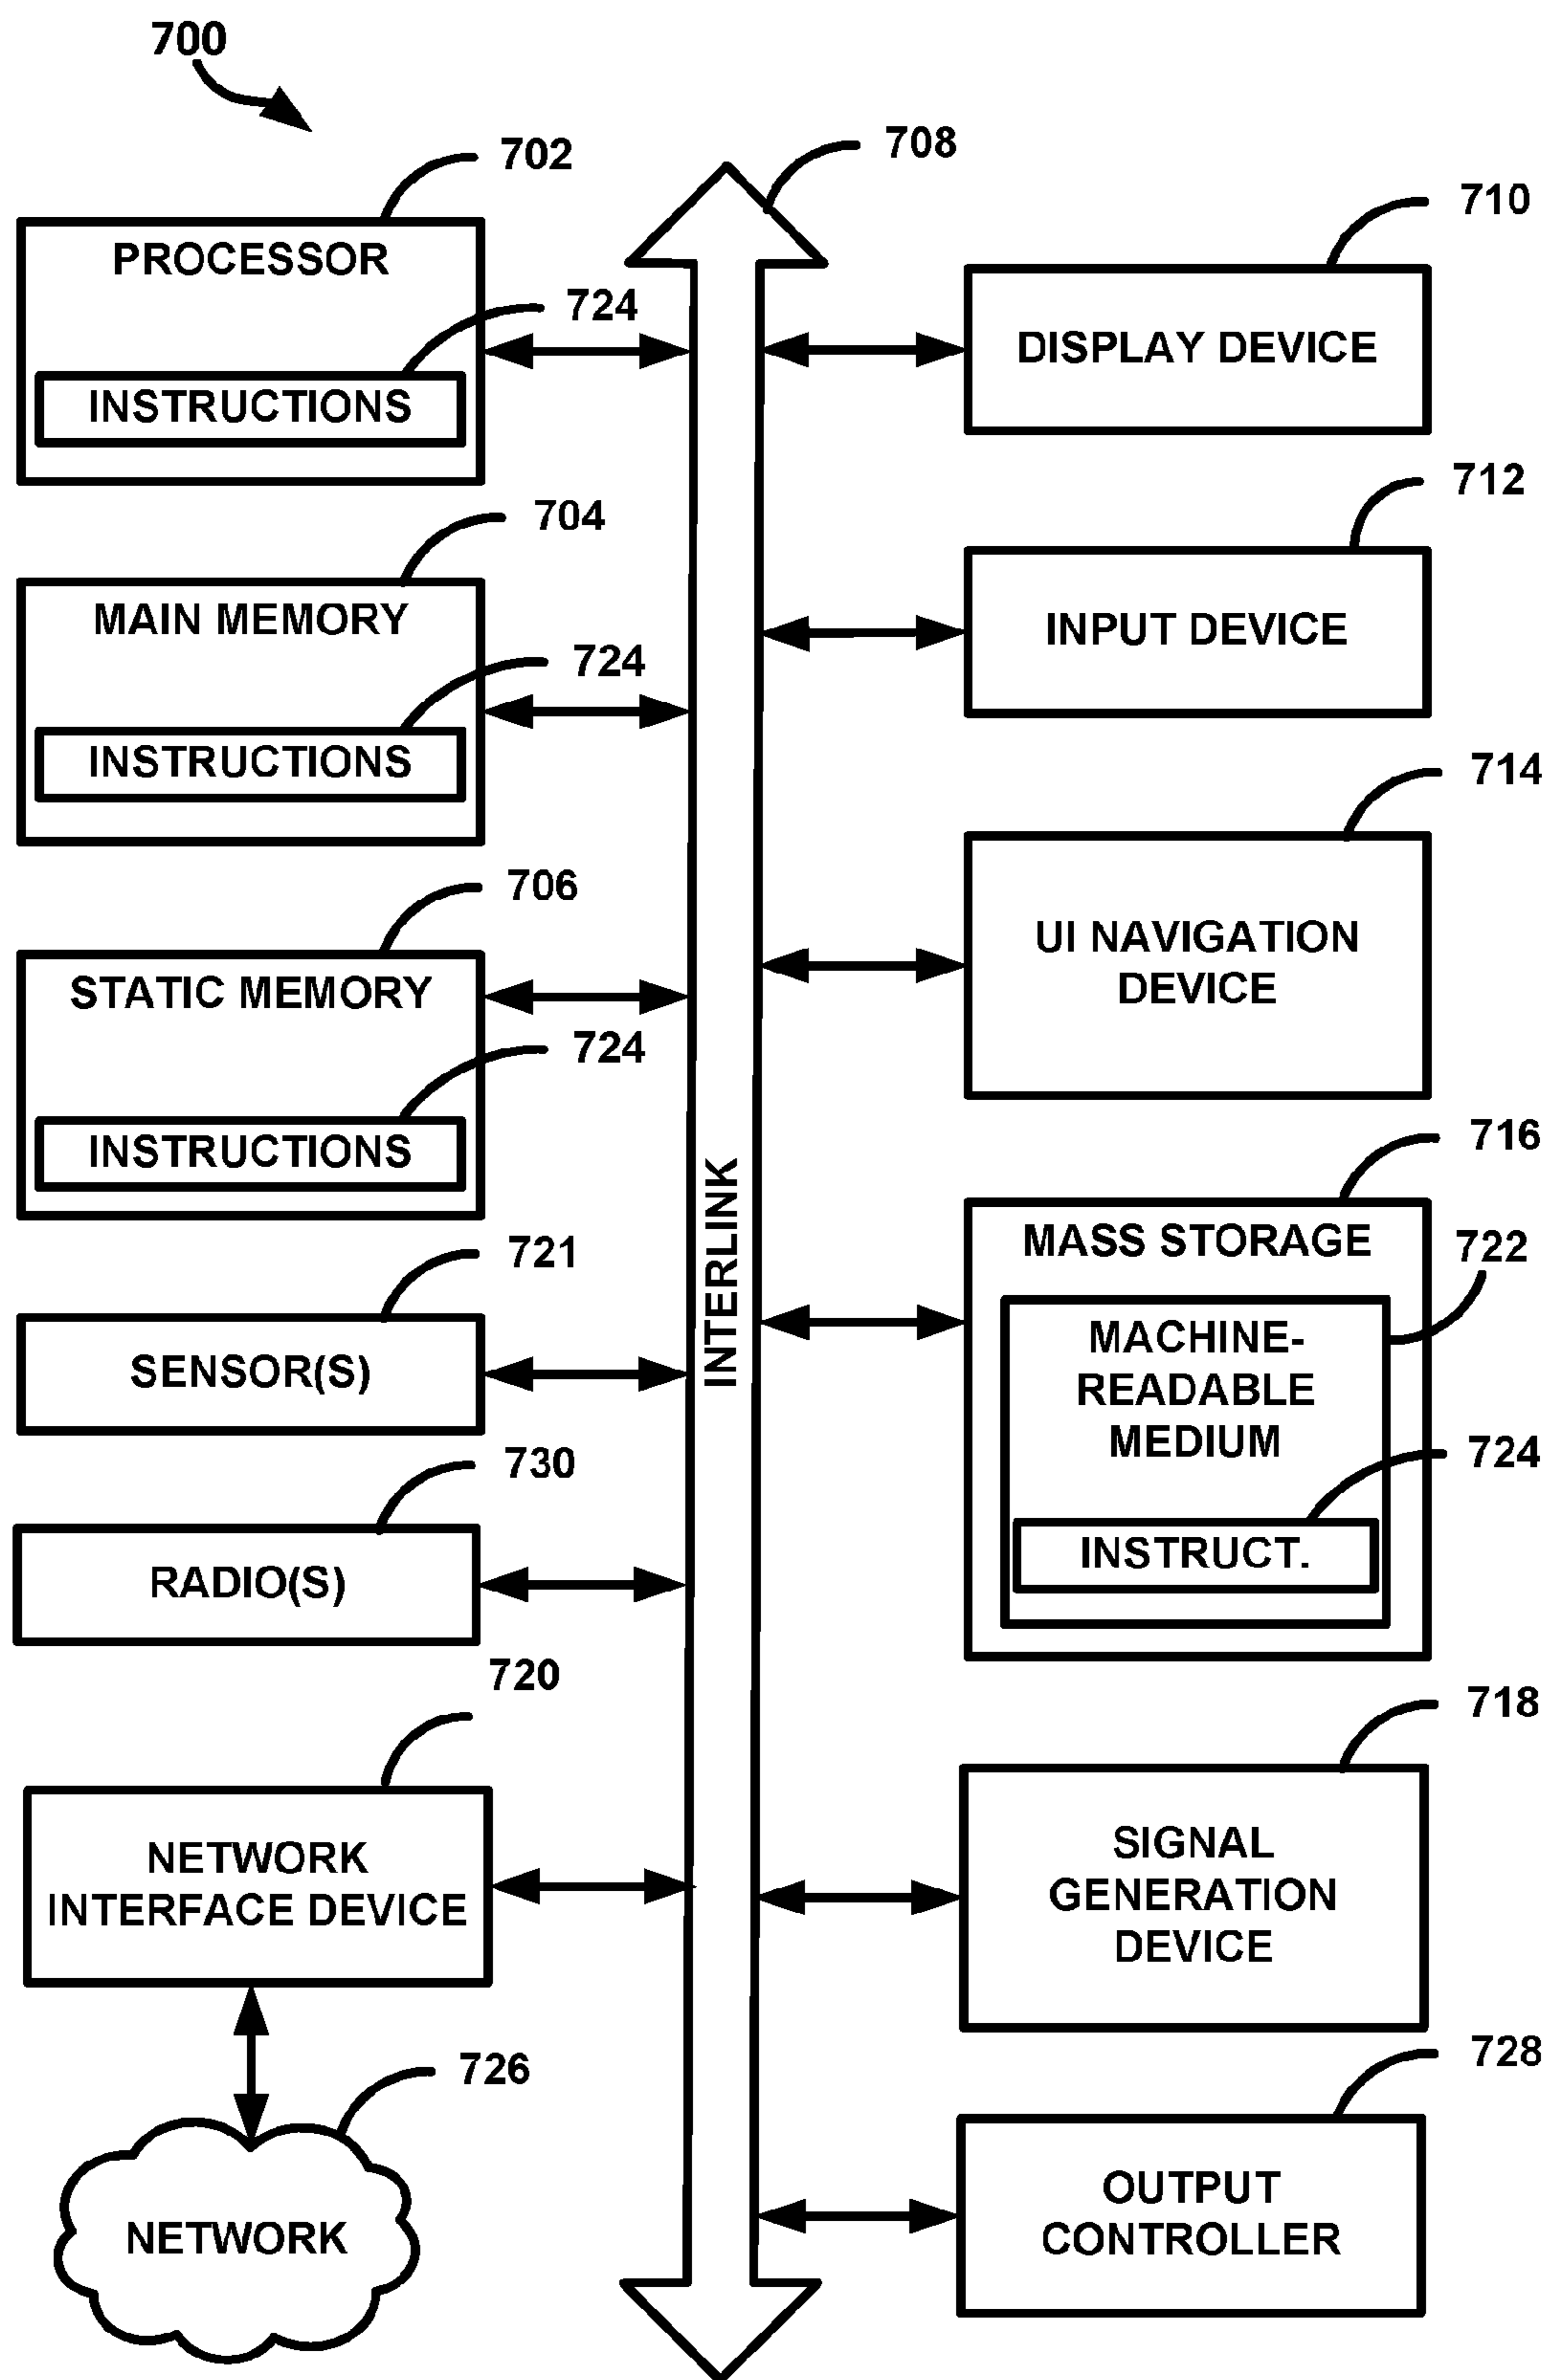 700
702
PROCESSOR
724
INSTRUCTIONS
704
MAIN MEMORY
724
INSTRUCTIONS
706
STATIC MEMORY
724
INSTRUCTIONS
721
SENSOR(S)
730
RADIO(S)
720
NETWORK
INTERFACE DEVICE
726
NETWORK
708
INTERLINK
710
DISPLAY DEVICE
712
INPUT DEVICE
714
UI NAVIGATION
DEVICE
716
MASS STORAGE
722
MACHINE-
READABLE
MEDIUM
724
INSTRUCT.
718
SIGNAL
GENERATION
DEVICE
728
OUTPUT
CONTROLLER